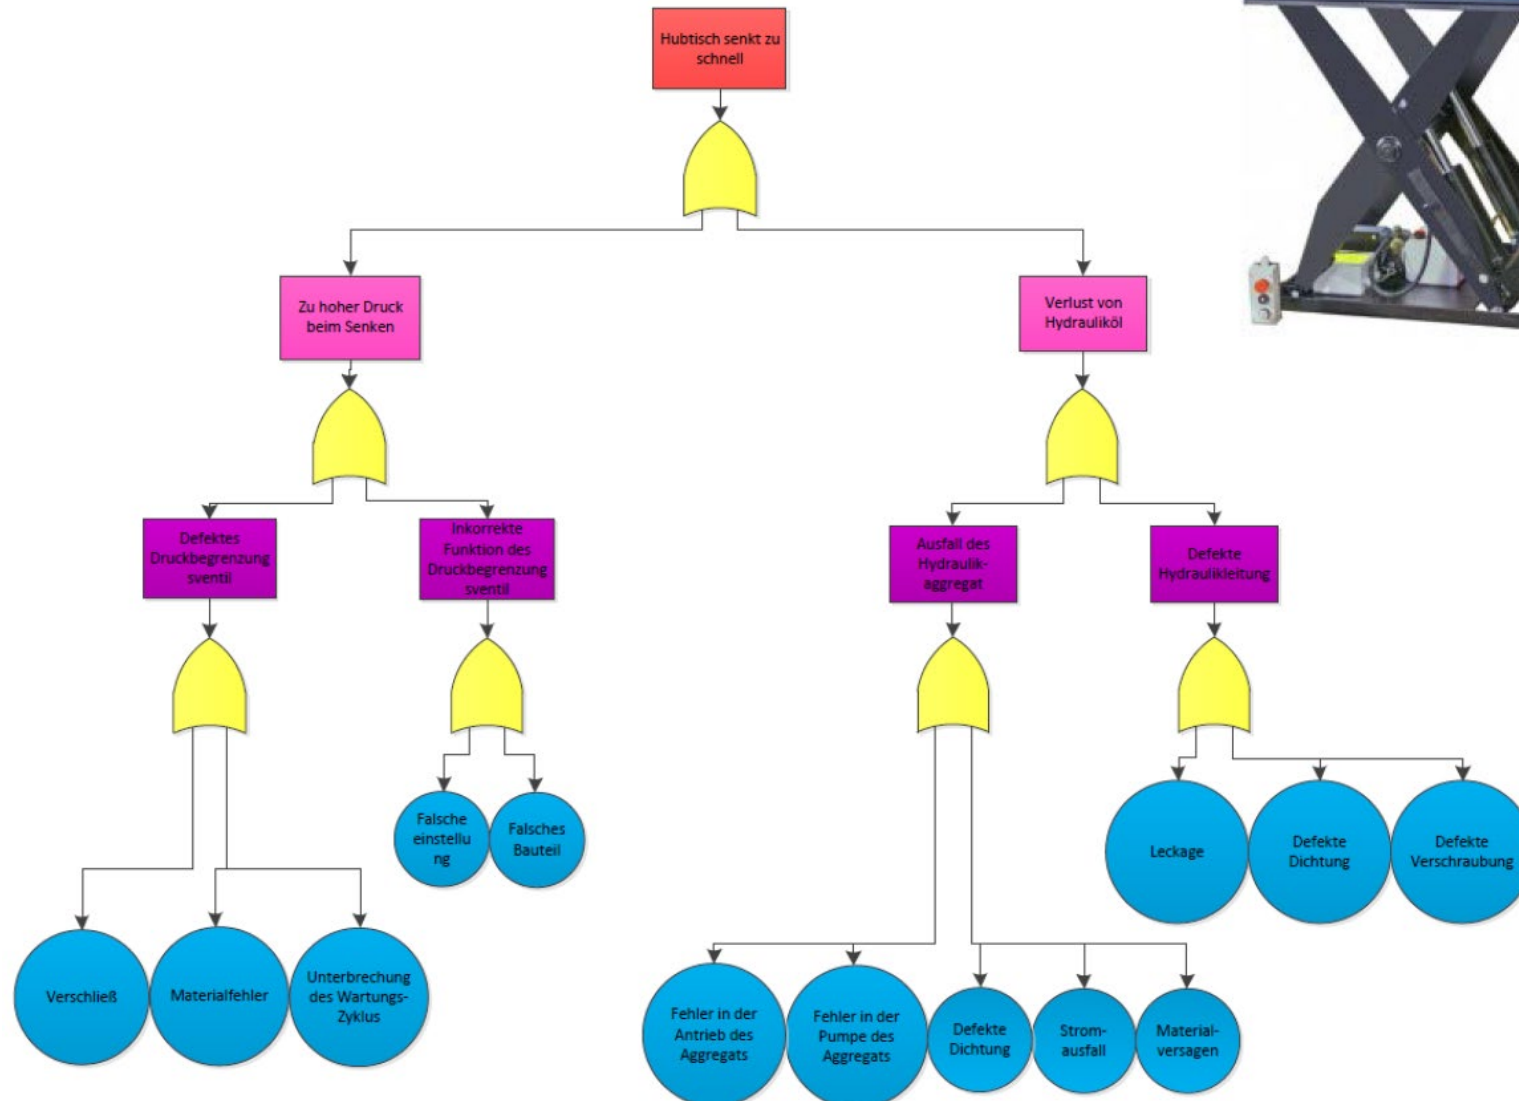 Hubtisch senkt zu
schnell
Zu hoher Druck
beim Senken
Verlust von
Hydrauliköl
Defektes
Druckbegrenzung
sventil
Inkorrekte
Funktion des
Druckbegrenzung
sventil
Ausfall des
Hydraulik-
aggregat
Defekte
Hydraulikleitung
Falsche
einstellu
ng
Falsches
Bauteil
Leckage
Defekte
Dichtung
Defekte
Verschraubung
Verschließ
Materialfehler
Unterbrechung
des Wartungs-
Zyklus
Fehler in der
Antrieb des
Aggregats
Fehler in der
Pumpe des
Aggregats
Defekte
Dichtung
Strom-
ausfall
Material-
versagen